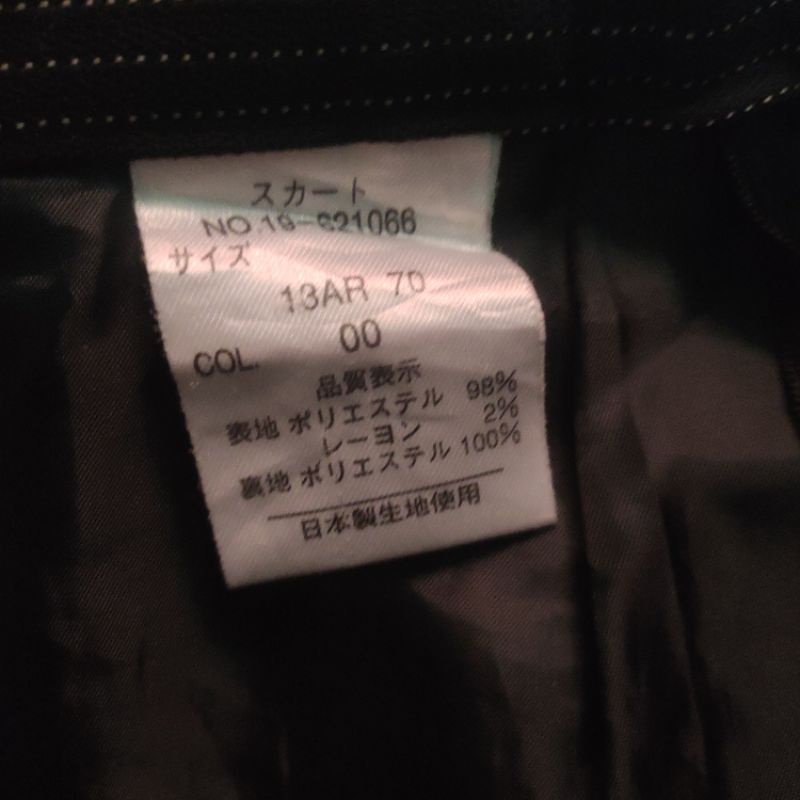 スカート
NO.19-621066
サイズ
13AR 70
COL. 00
品質表示
表地 ポリエステル 98%
レーヨン 2%
裏地 ポリエステル 100%
日本製生地使用